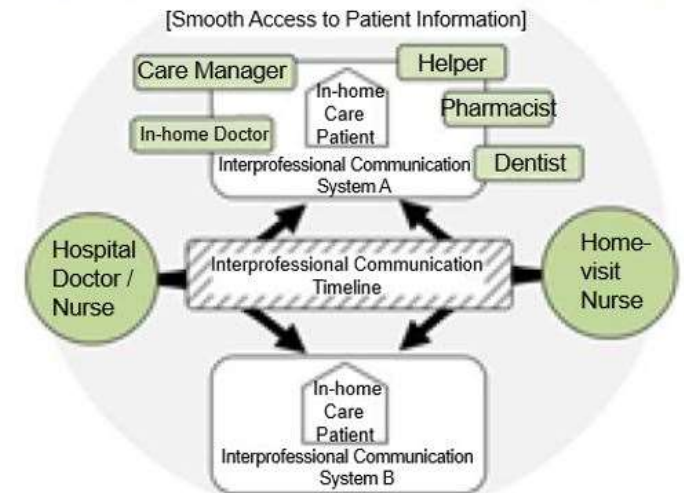 [Smooth Access to Patient Information]
Care Manager
Helper
In-home
Care
Patient
Pharmacist
In-home Doctor
Interprofessional Communication
System A
Dentist
Hospital
Doctor /
Nurse
Interprofessional Communication
Timeline
Home-
visit
Nurse
In-home
Care
Patient
Interprofessional Communication
System B